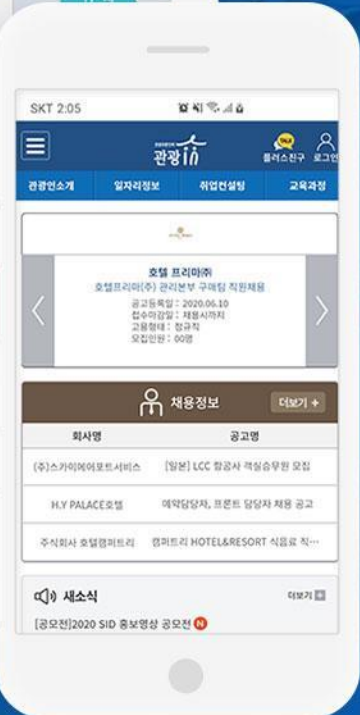 SKT 2:05
관광in
플러스친구 로그인
관광인소개 일자리정보 취업컨설팅 교육과정
호텔 프리마㈜
호텔프리마(주) 관리본부 구매팀 직원채용
공고등록일 : 2020.06.10
접수마감일 : 채용시까지
고용형태 : 정규직
모집인원 : 00명
채용정보 더보기 +
회사명 공고명
(주)스카이에어포트서비스 [일본] LCC 항공사 객실승무원 모집
H.Y PALACE호텔 예약담당자, 프론트 담당자 채용 공고
주식회사 호텔캠퍼트리 캠퍼트리 HOTEL&RESORT 식음료 직…
새소식 더보기 +
[공모전]2020 SID 홍보영상 공모전 N